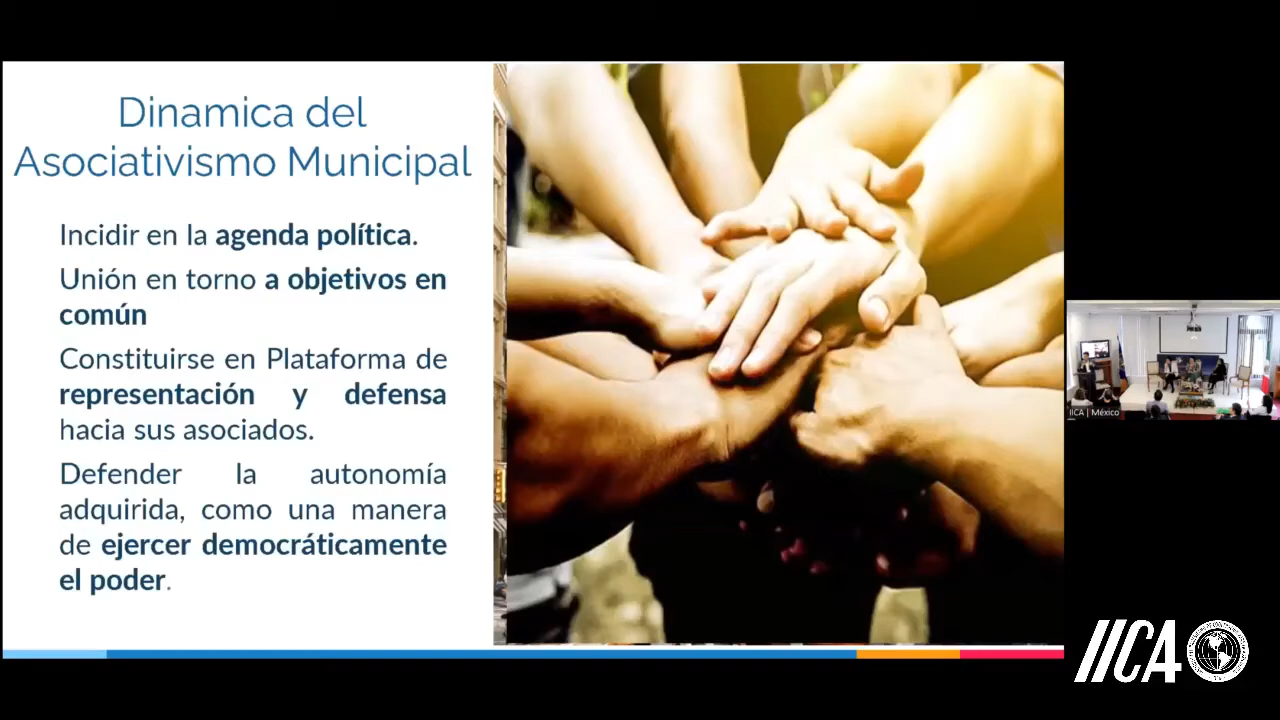 Dinamica del
Asociativismo Municipal
Incidir en la agenda política.
Unión en torno a objetivos en
común
Constituirse en Plataforma de
representación y defensa
hacia sus asociados.
Defender la autonomía
adquirida, como una manera
de ejercer democráticamente
el poder.
IICA | México
IICA